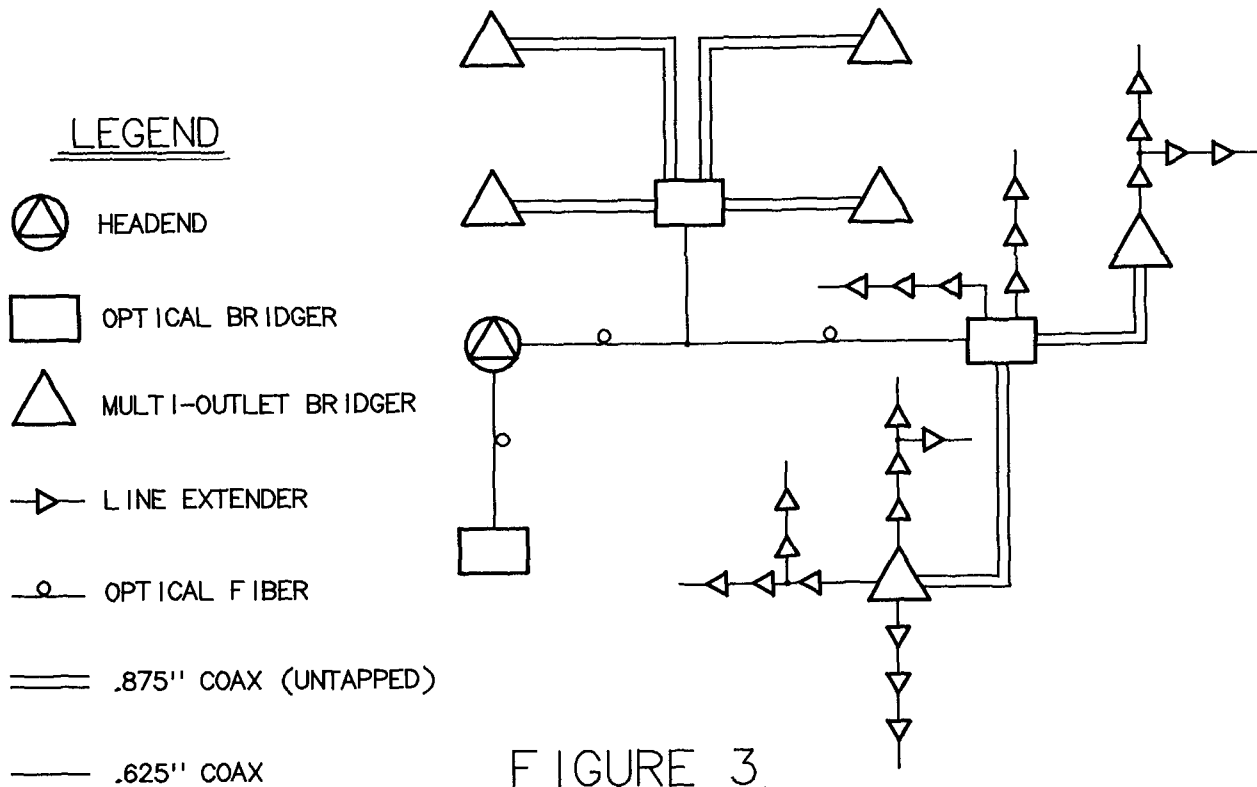 LEGEND
HEADEND
OPTICAL BRIDGER
MULTI-OUTLET BRIDGER
LINE EXTENDER
OPTICAL FIBER
.875'' COAX (UNTAPPED)
.625'' COAX
FIGURE 3.